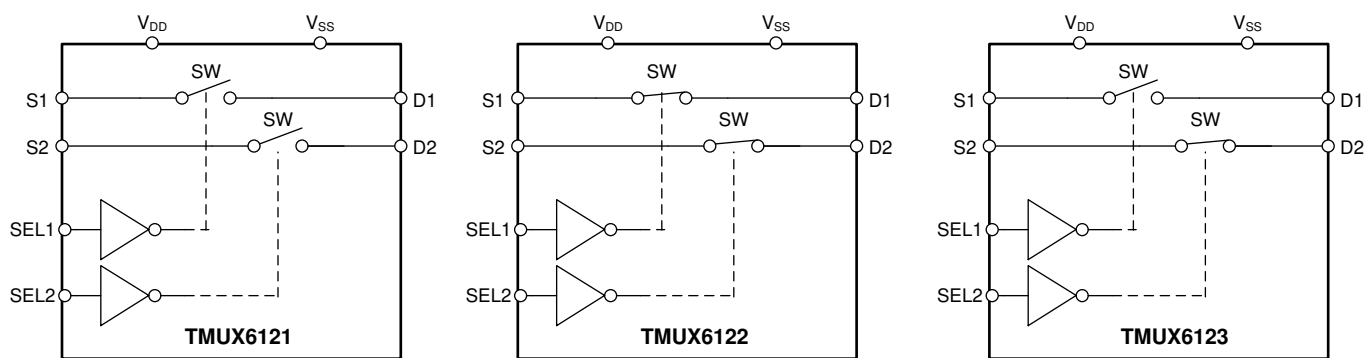 VDD VSS
SW
S1 D1
SW
S2 D2
SEL1
SEL2
TMUX6121
VDD VSS
SW
S1 D1
SW
S2 D2
SEL1
SEL2
TMUX6122
VDD VSS
SW
S1 D1
SW
S2 D2
SEL1
SEL2
TMUX6123